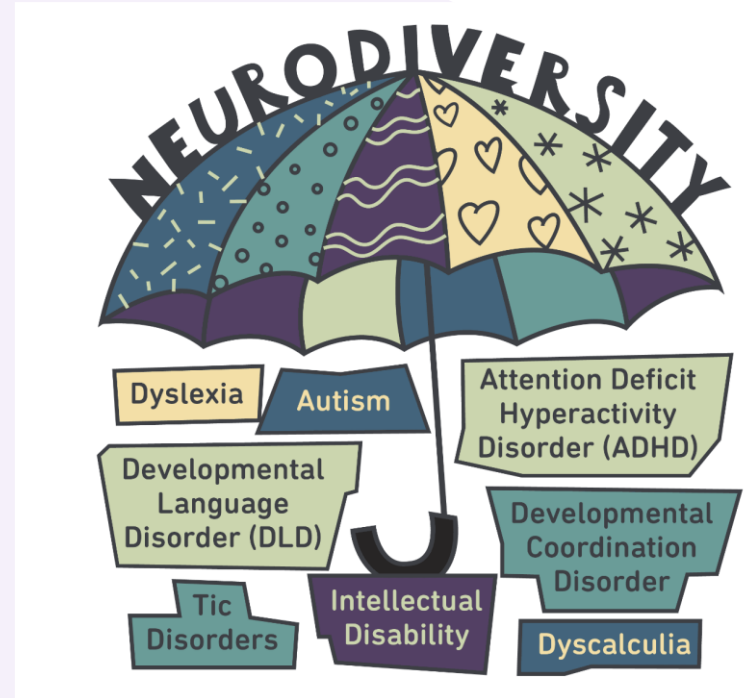 NEURODIVERSITY
Dyslexia
Autism
Attention Deficit
Hyperactivity
Disorder (ADHD)
Developmental
Language
Disorder (DLD)
Developmental
Coordination
Disorder
Tic
Disorders
Intellectual
Disability
Dyscalculia